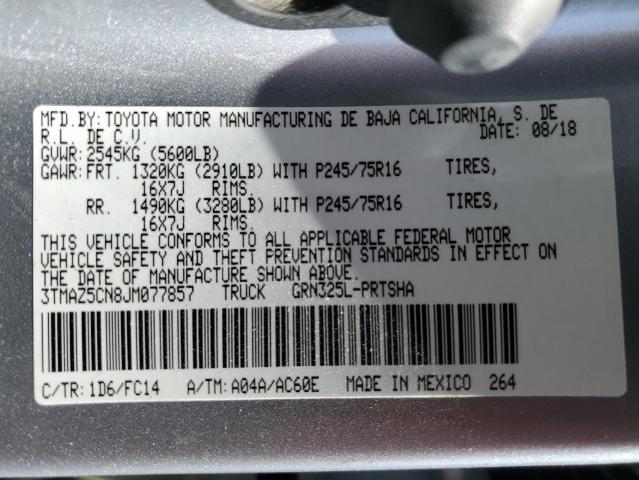 MFD.BY:TOYOTA MOTOR MANUFACTURING DE BAJA CALIFORNIA, S. DE
R.L. DE C.V. DATE: 08/18
GVWR:2545KG (5600LB)
GAWR:FRT. 1320KG (2910LB) WITH P245/75R16 TIRES,
16X7J RIMS.
RR. 1490KG (3280LB) WITH P245/75R16 TIRES,
16X7J RIMS.
THIS VEHICLE CONFORMS TO ALL APPLICABLE FEDERAL MOTOR
VEHICLE SAFETY AND THEFT PREVENTION STANDARDS IN EFFECT ON
THE DATE OF MANUFACTURE SHOWN ABOVE.
3TMAZ5CN8JM077857 TRUCK GRN325L-PRTSHA
C/TR:1D6/FC14 A/TM:A04A/AC60E MADE IN MEXICO 264